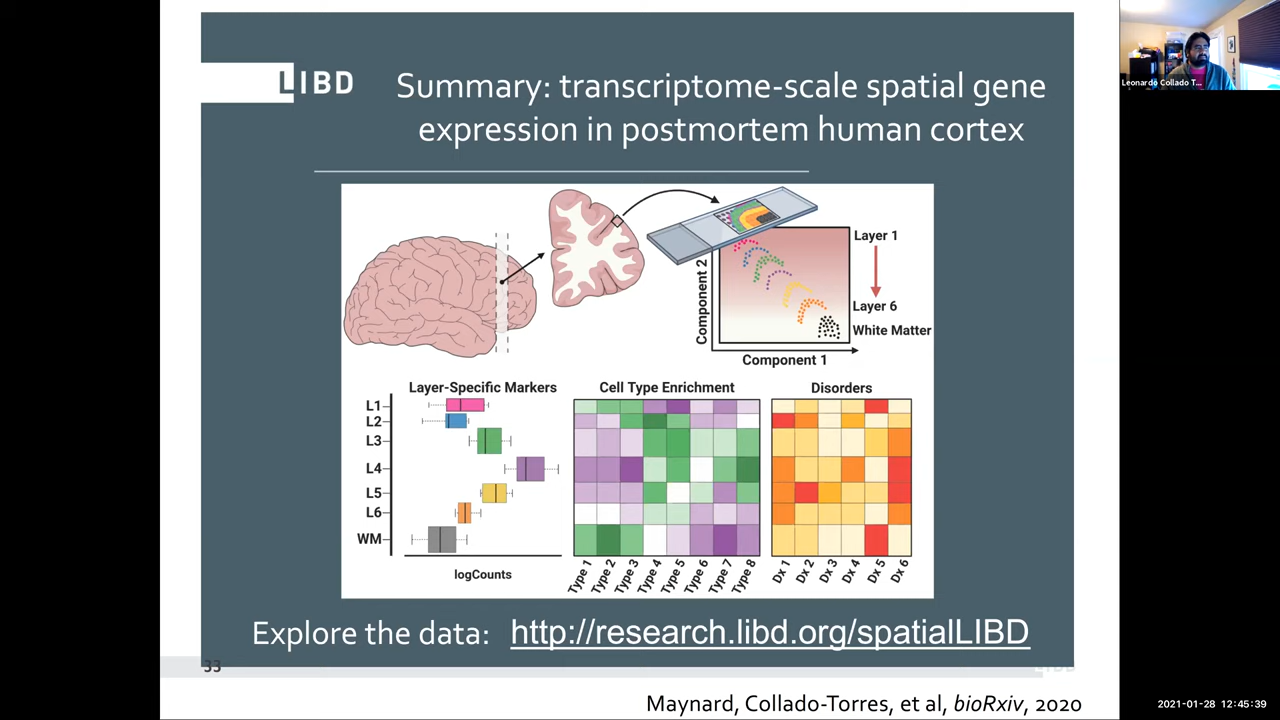 LIBD
Summary: transcriptome-scale spatial gene
expression in postmortem human cortex
Layer 1
Layer 6
White Matter
Component 2
Component 1
Layer-Specific Markers
L1
L2
L3
L4
L5
L6
WM
logCounts
Cell Type Enrichment
Type 1
Type 2
Type 3
Type 4
Type 5
Type 6
Type 7
Type 8
Disorders
Dx 1
Dx 2
Dx 3
Dx 4
Dx 5
Dx 6
Explore the data: http://research.libd.org/spatialLIBD
33
LIBD
Maynard, Collado-Torres, et al, bioRxiv, 2020
Leonardo Collado T...
2021-01-28 12:45:39